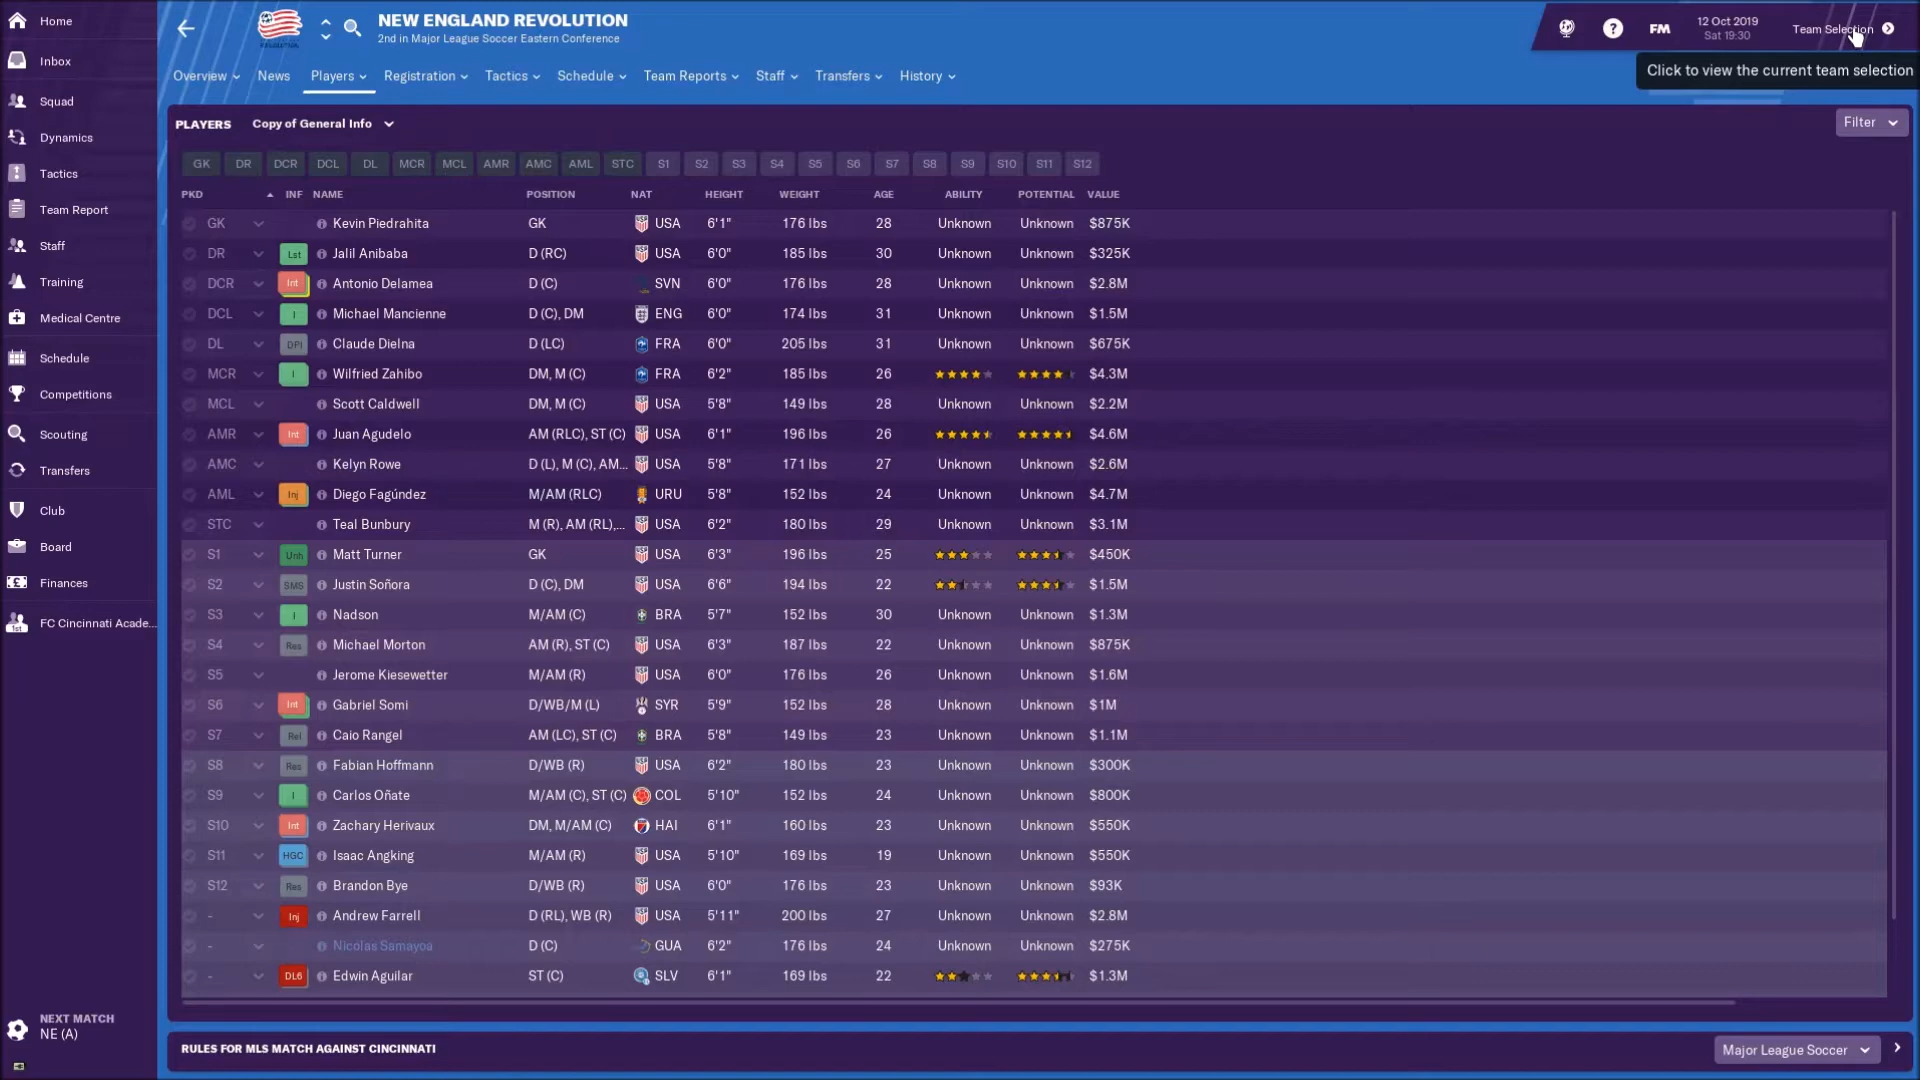 Home
Inbox
Squad
Dynamics
Tactics
Team Report
Staff
Training
Medical Centre
Schedule
Competitions
Scouting
Transfers
Club
Board
Finances
1st FC Cincinnati Acade...
NEXT MATCH
NE (A)
NEW ENGLAND REVOLUTION
2nd in Major League Soccer Eastern Conference
FM
12 Oct 2019
Sat 19:30
Team Selection
Click to view the current team selection
Overview News Players Registration Tactics Schedule Team Reports Staff Transfers History
PLAYERS Copy of General Info Filter
GK DR DCR DCL DL MCR MCL AMR AMC AML STC S1 S2 S3 S4 S5 S6 S7 S8 S9 S10 S11 S12
PKD INF NAME POSITION NAT HEIGHT WEIGHT AGE ABILITY POTENTIAL VALUE
GK Kevin Piedrahita GK USA 6'1" 176 lbs 28 Unknown Unknown $875K
DR Lst Jalil Anibaba D (RC) USA 6'0" 185 lbs 30 Unknown Unknown $325K
DCR Int Antonio Delamea D (C) SVN 6'0" 176 lbs 28 Unknown Unknown $2.8M
DCL I Michael Mancienne D (C), DM ENG 6'0" 174 lbs 31 Unknown Unknown $1.5M
DL DPl Claude Dielna D (LC) FRA 6'0" 205 lbs 31 Unknown Unknown $675K
MCR I Wilfried Zahibo DM, M (C) FRA 6'2" 185 lbs 26 $4.3M
MCL Scott Caldwell DM, M (C) USA 5'8" 149 lbs 28 Unknown Unknown $2.2M
AMR Int Juan Agudelo AM (RLC), ST (C) USA 6'1" 196 lbs 26 $4.6M
AMC Kelyn Rowe D (L), M (C), AM... USA 5'8" 171 lbs 27 Unknown Unknown $2.6M
AML Inj Diego Fagúndez M/AM (RLC) URU 5'8" 152 lbs 24 Unknown Unknown $4.7M
STC Teal Bunbury M (R), AM (RL),... USA 6'2" 180 lbs 29 Unknown Unknown $3.1M
S1 Unh Matt Turner GK USA 6'3" 196 lbs 25 $450K
S2 SMS Justin Soñora D (C), DM USA 6'6" 194 lbs 22 $1.5M
S3 I Nadson M/AM (C) BRA 5'7" 152 lbs 30 Unknown Unknown $1.3M
S4 Res Michael Morton AM (R), ST (C) USA 6'3" 187 lbs 22 Unknown Unknown $875K
S5 Jerome Kiesewetter M/AM (R) USA 6'0" 176 lbs 26 Unknown Unknown $1.6M
S6 Int Gabriel Somi D/WB/M (L) SYR 5'9" 152 lbs 28 Unknown Unknown $1M
S7 Rel Caio Rangel AM (LC), ST (C) BRA 5'8" 149 lbs 23 Unknown Unknown $1.1M
S8 Res Fabian Hoffmann D/WB (R) USA 6'2" 180 lbs 23 Unknown Unknown $300K
S9 I Carlos Oñate M/AM (C), ST (C) COL 5'10" 152 lbs 24 Unknown Unknown $800K
S10 Int Zachary Herivaux DM, M/AM (C) HAI 6'1" 160 lbs 23 Unknown Unknown $550K
S11 HGC Isaac Angking M/AM (R) USA 5'10" 169 lbs 19 Unknown Unknown $550K
S12 Res Brandon Bye D/WB (R) USA 6'0" 176 lbs 23 Unknown Unknown $93K
- Inj Andrew Farrell D (RL), WB (R) USA 5'11" 200 lbs 27 Unknown Unknown $2.8M
- Nicolas Samayoa D (C) GUA 6'2" 176 lbs 24 Unknown Unknown $275K
- DL6 Edwin Aguilar ST (C) SLV 6'1" 169 lbs 22 $1.3M
RULES FOR MLS MATCH AGAINST CINCINNATI Major League Soccer